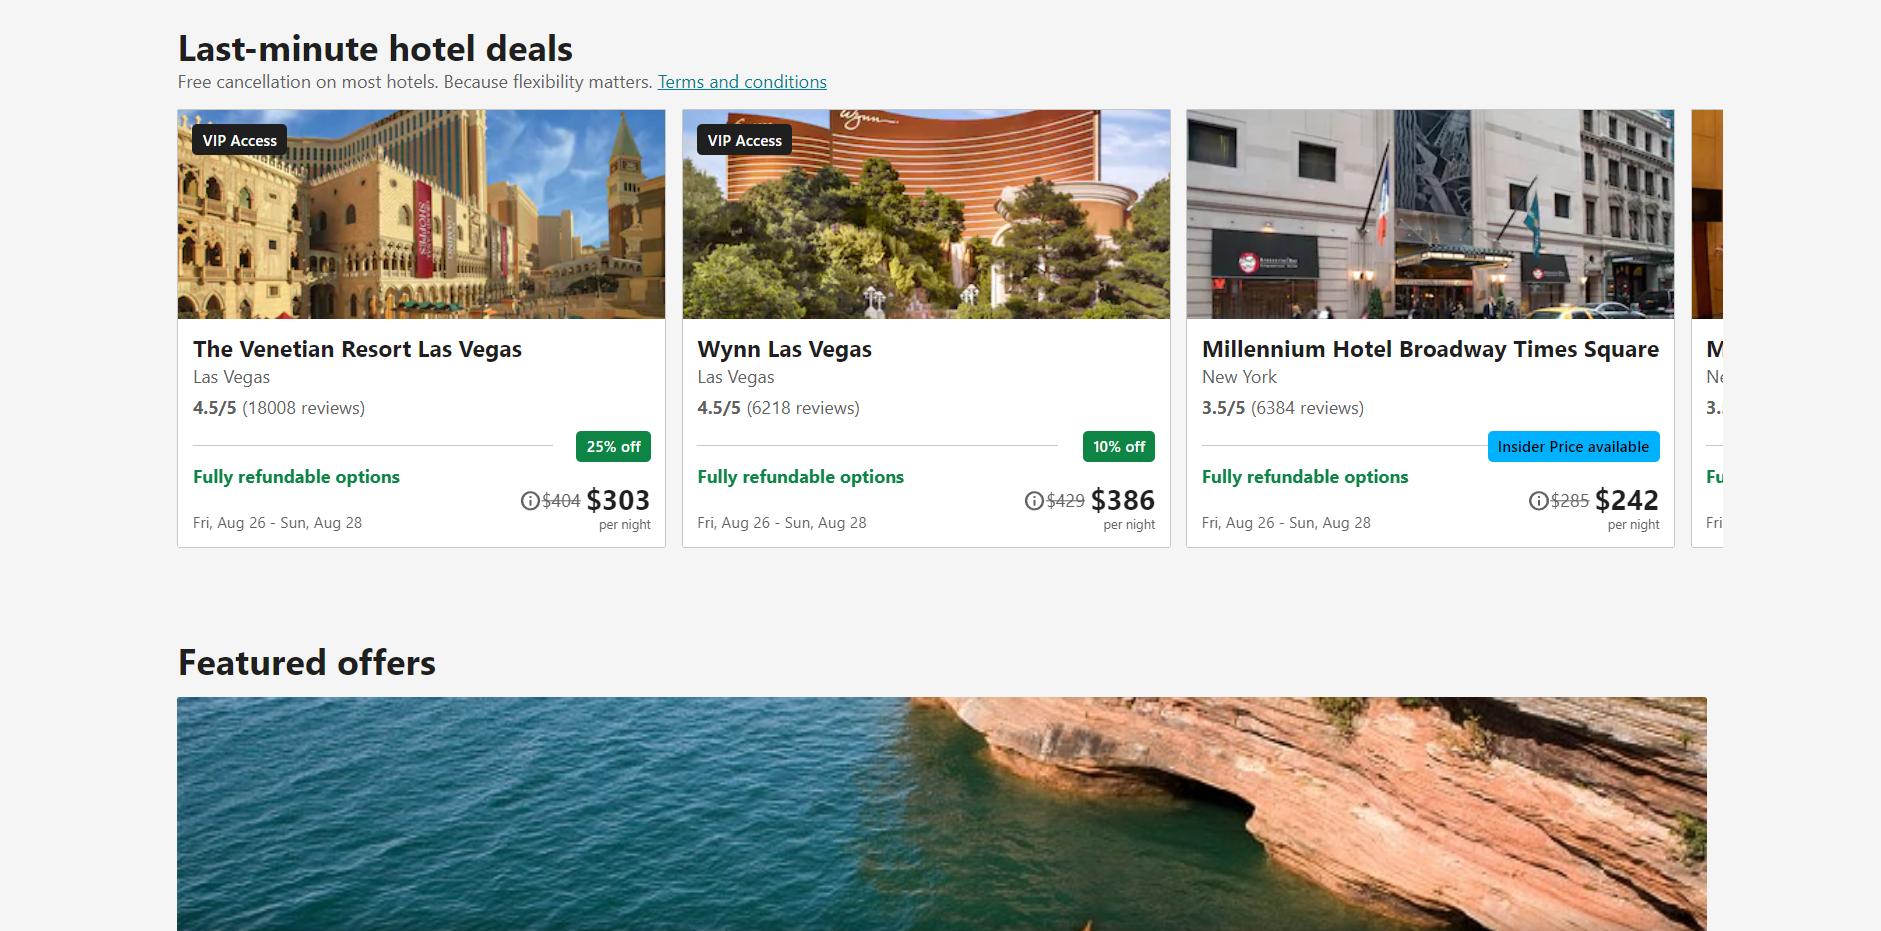 Last-minute hotel deals
Free cancellation on most hotels. Because flexibility matters. Terms and conditions
VIP Access
The Venetian Resort Las Vegas
Las Vegas
4.5/5 (18008 reviews)
25% off
Fully refundable options
$404 $303
Fri, Aug 26 - Sun, Aug 28
per night
VIP Access
Wynn
Wynn Las Vegas
Las Vegas
4.5/5 (6218 reviews)
10% off
Fully refundable options
$429 $386
Fri, Aug 26 - Sun, Aug 28
per night
Millennium Hotel Broadway Times Square
New York
3.5/5 (6384 reviews)
Insider Price available
Fully refundable options
$285 $242
Fri, Aug 26 - Sun, Aug 28
per night
Featured offers